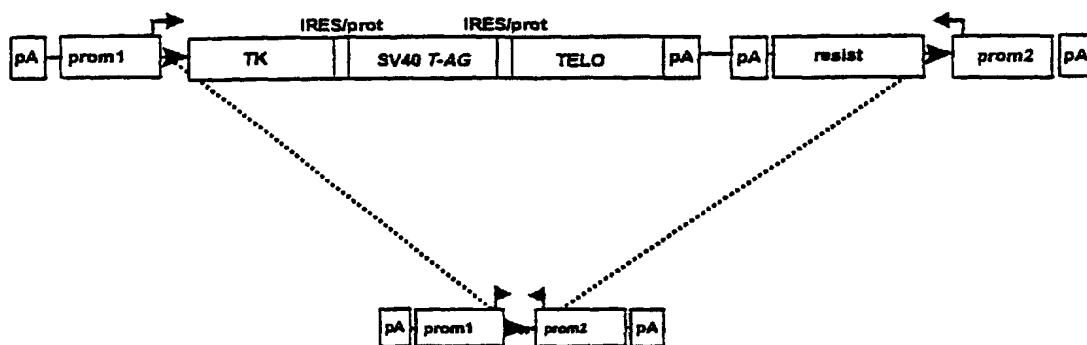 IRES/prot IRES/prot
pA prom1 TK SV40 T-AG TELO pA pA resist prom2 pA
pA prom1 prom2 pA